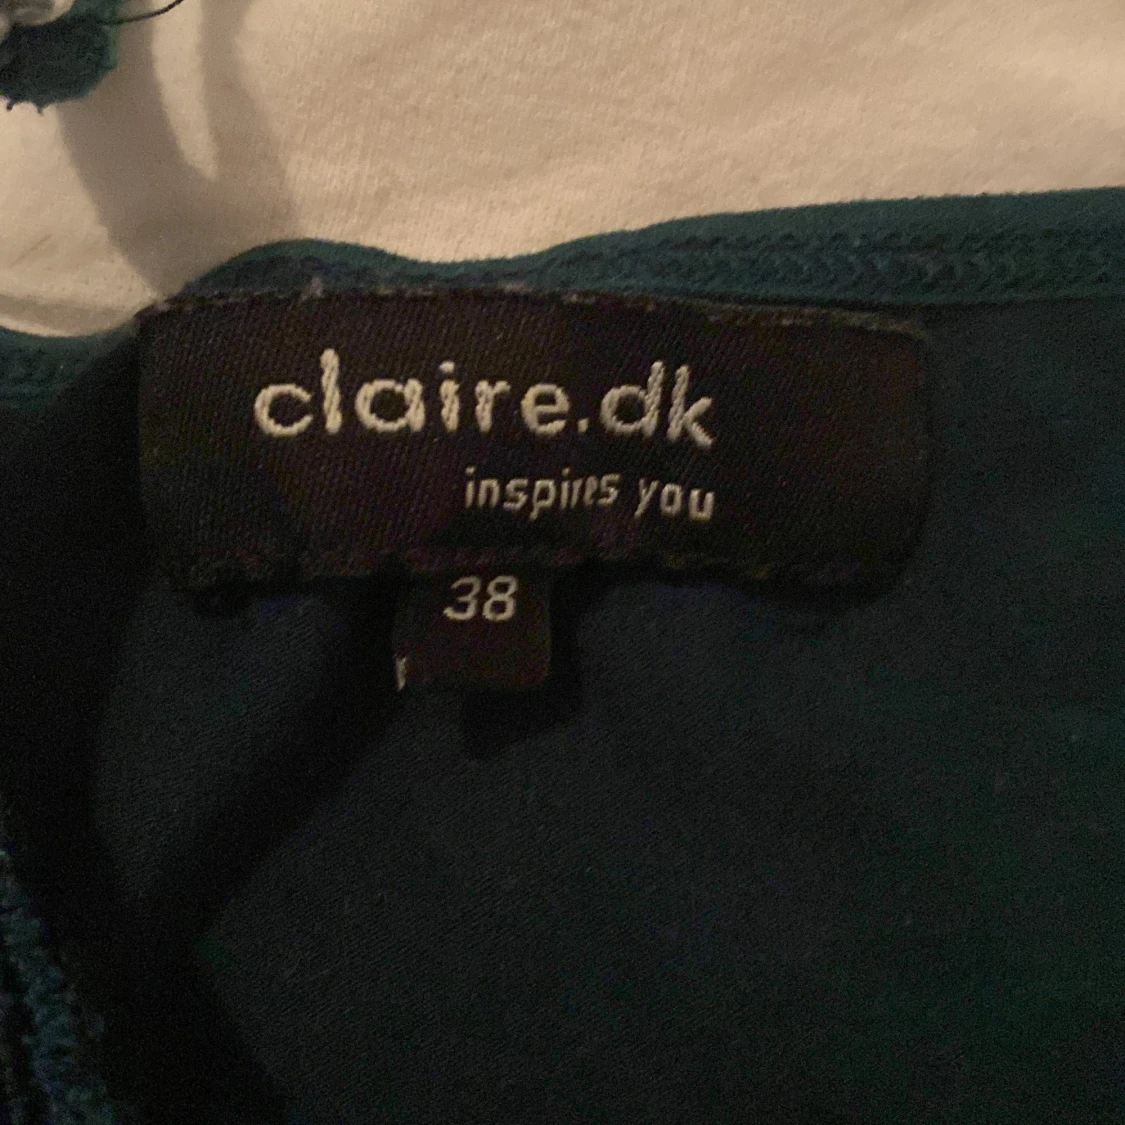 claire.dk
inspires you
38